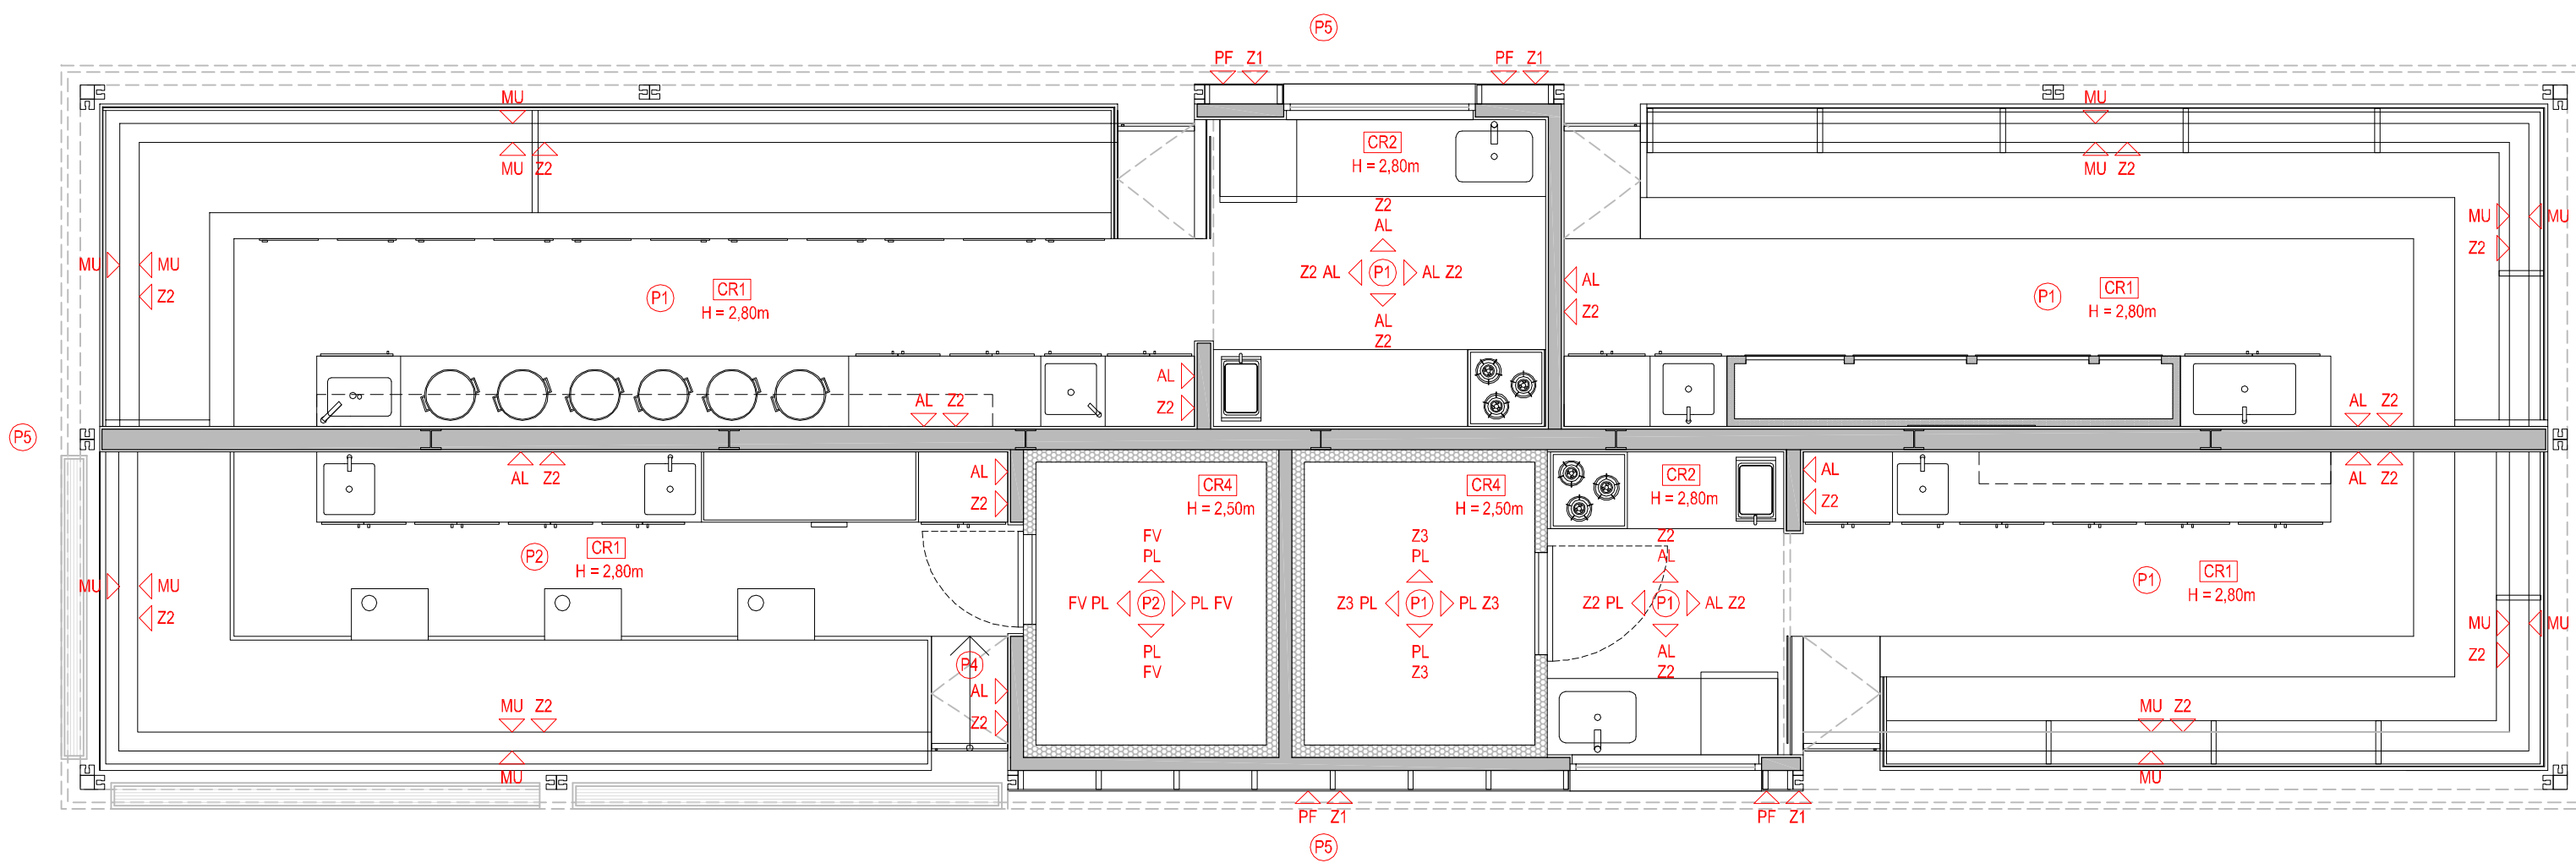 P5
PF Z1
PF Z1
MU
MU Z2
MU
MU Z2
CR2
H = 2,80m
Z2
AL
Z2 AL P1 AL Z2
AL
Z2
MU MU
Z2
P1
CR1
H = 2,80m
AL
Z2
P1
CR1
H = 2,80m
MU MU
Z2
AL
Z2
AL Z2
AL Z2
P5
AL Z2
AL
Z2
CR4
H = 2,50m
CR4
H = 2,50m
CR2
H = 2,80m
AL
Z2
AL Z2
P2
CR1
H = 2,80m
MU MU
Z2
FV
PL
FV PL P2 PL FV
PL
FV
Z3
PL
Z3 PL P1 PL Z3
PL
Z3
Z2
AL
Z2 PL P1 AL Z2
AL
Z2
P1
CR1
H = 2,80m
MU MU
Z2
P4
AL
Z2
MU Z2
MU
MU Z2
MU
PF Z1
PF Z1
P5